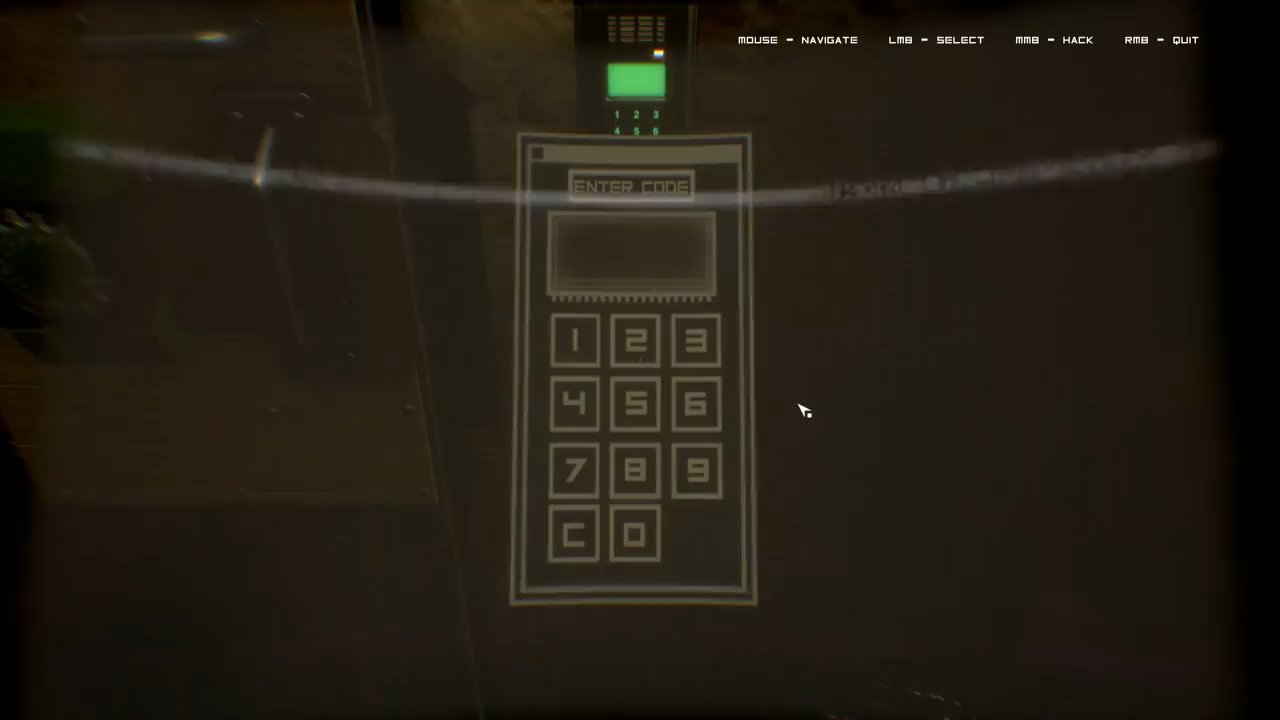 MOUSE - NAVIGATE LMB - SELECT MMB - HACK RMB - QUIT
1 2 3
4 5 6
ENTER CODE
1 2 3
4 5 6
7 8 9
C 0